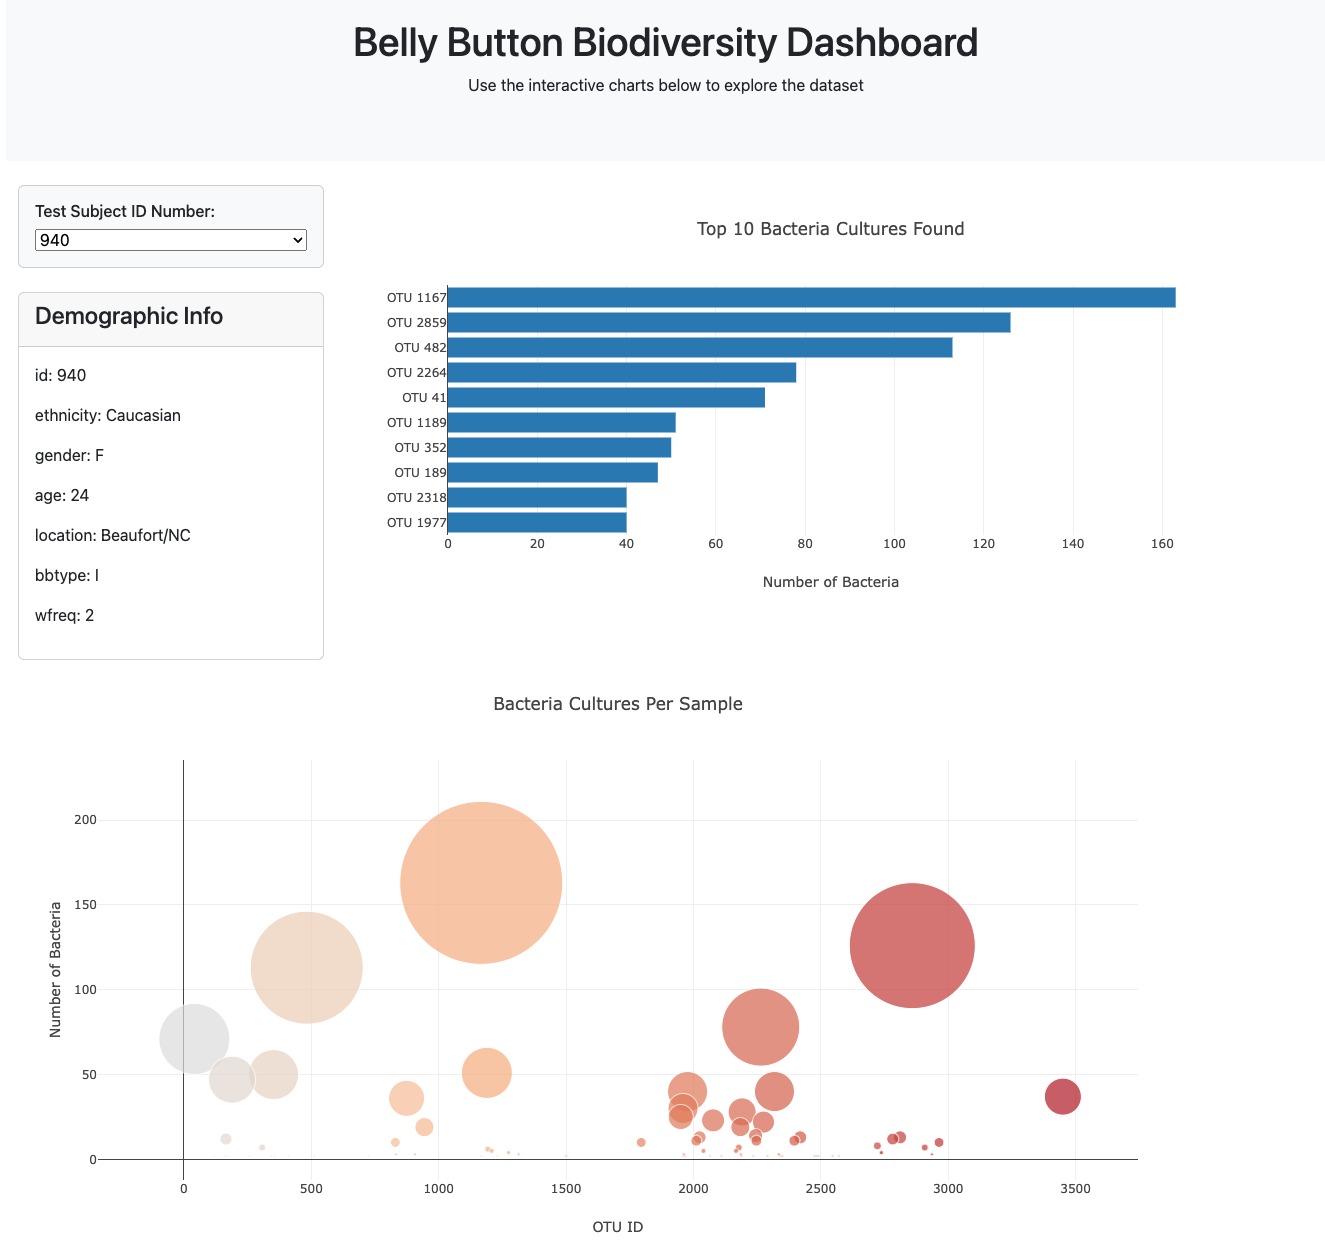 Belly Button Biodiversity Dashboard
Use the interactive charts below to explore the dataset
Test Subject ID Number:
940
Demographic Info
id: 940
ethnicity: Caucasian
gender: F
age: 24
location: Beaufort/NC
bbtype: I
wfreq: 2
Top 10 Bacteria Cultures Found
OTU 1167
OTU 2859
OTU 482
OTU 2264
OTU 41
OTU 1189
OTU 352
OTU 189
OTU 2318
OTU 1977
0 20 40 60 80 100 120 140 160
Number of Bacteria
Bacteria Cultures Per Sample
Number of Bacteria
200
150
100
50
0
0 500 1000 1500 2000 2500 3000 3500
OTU ID